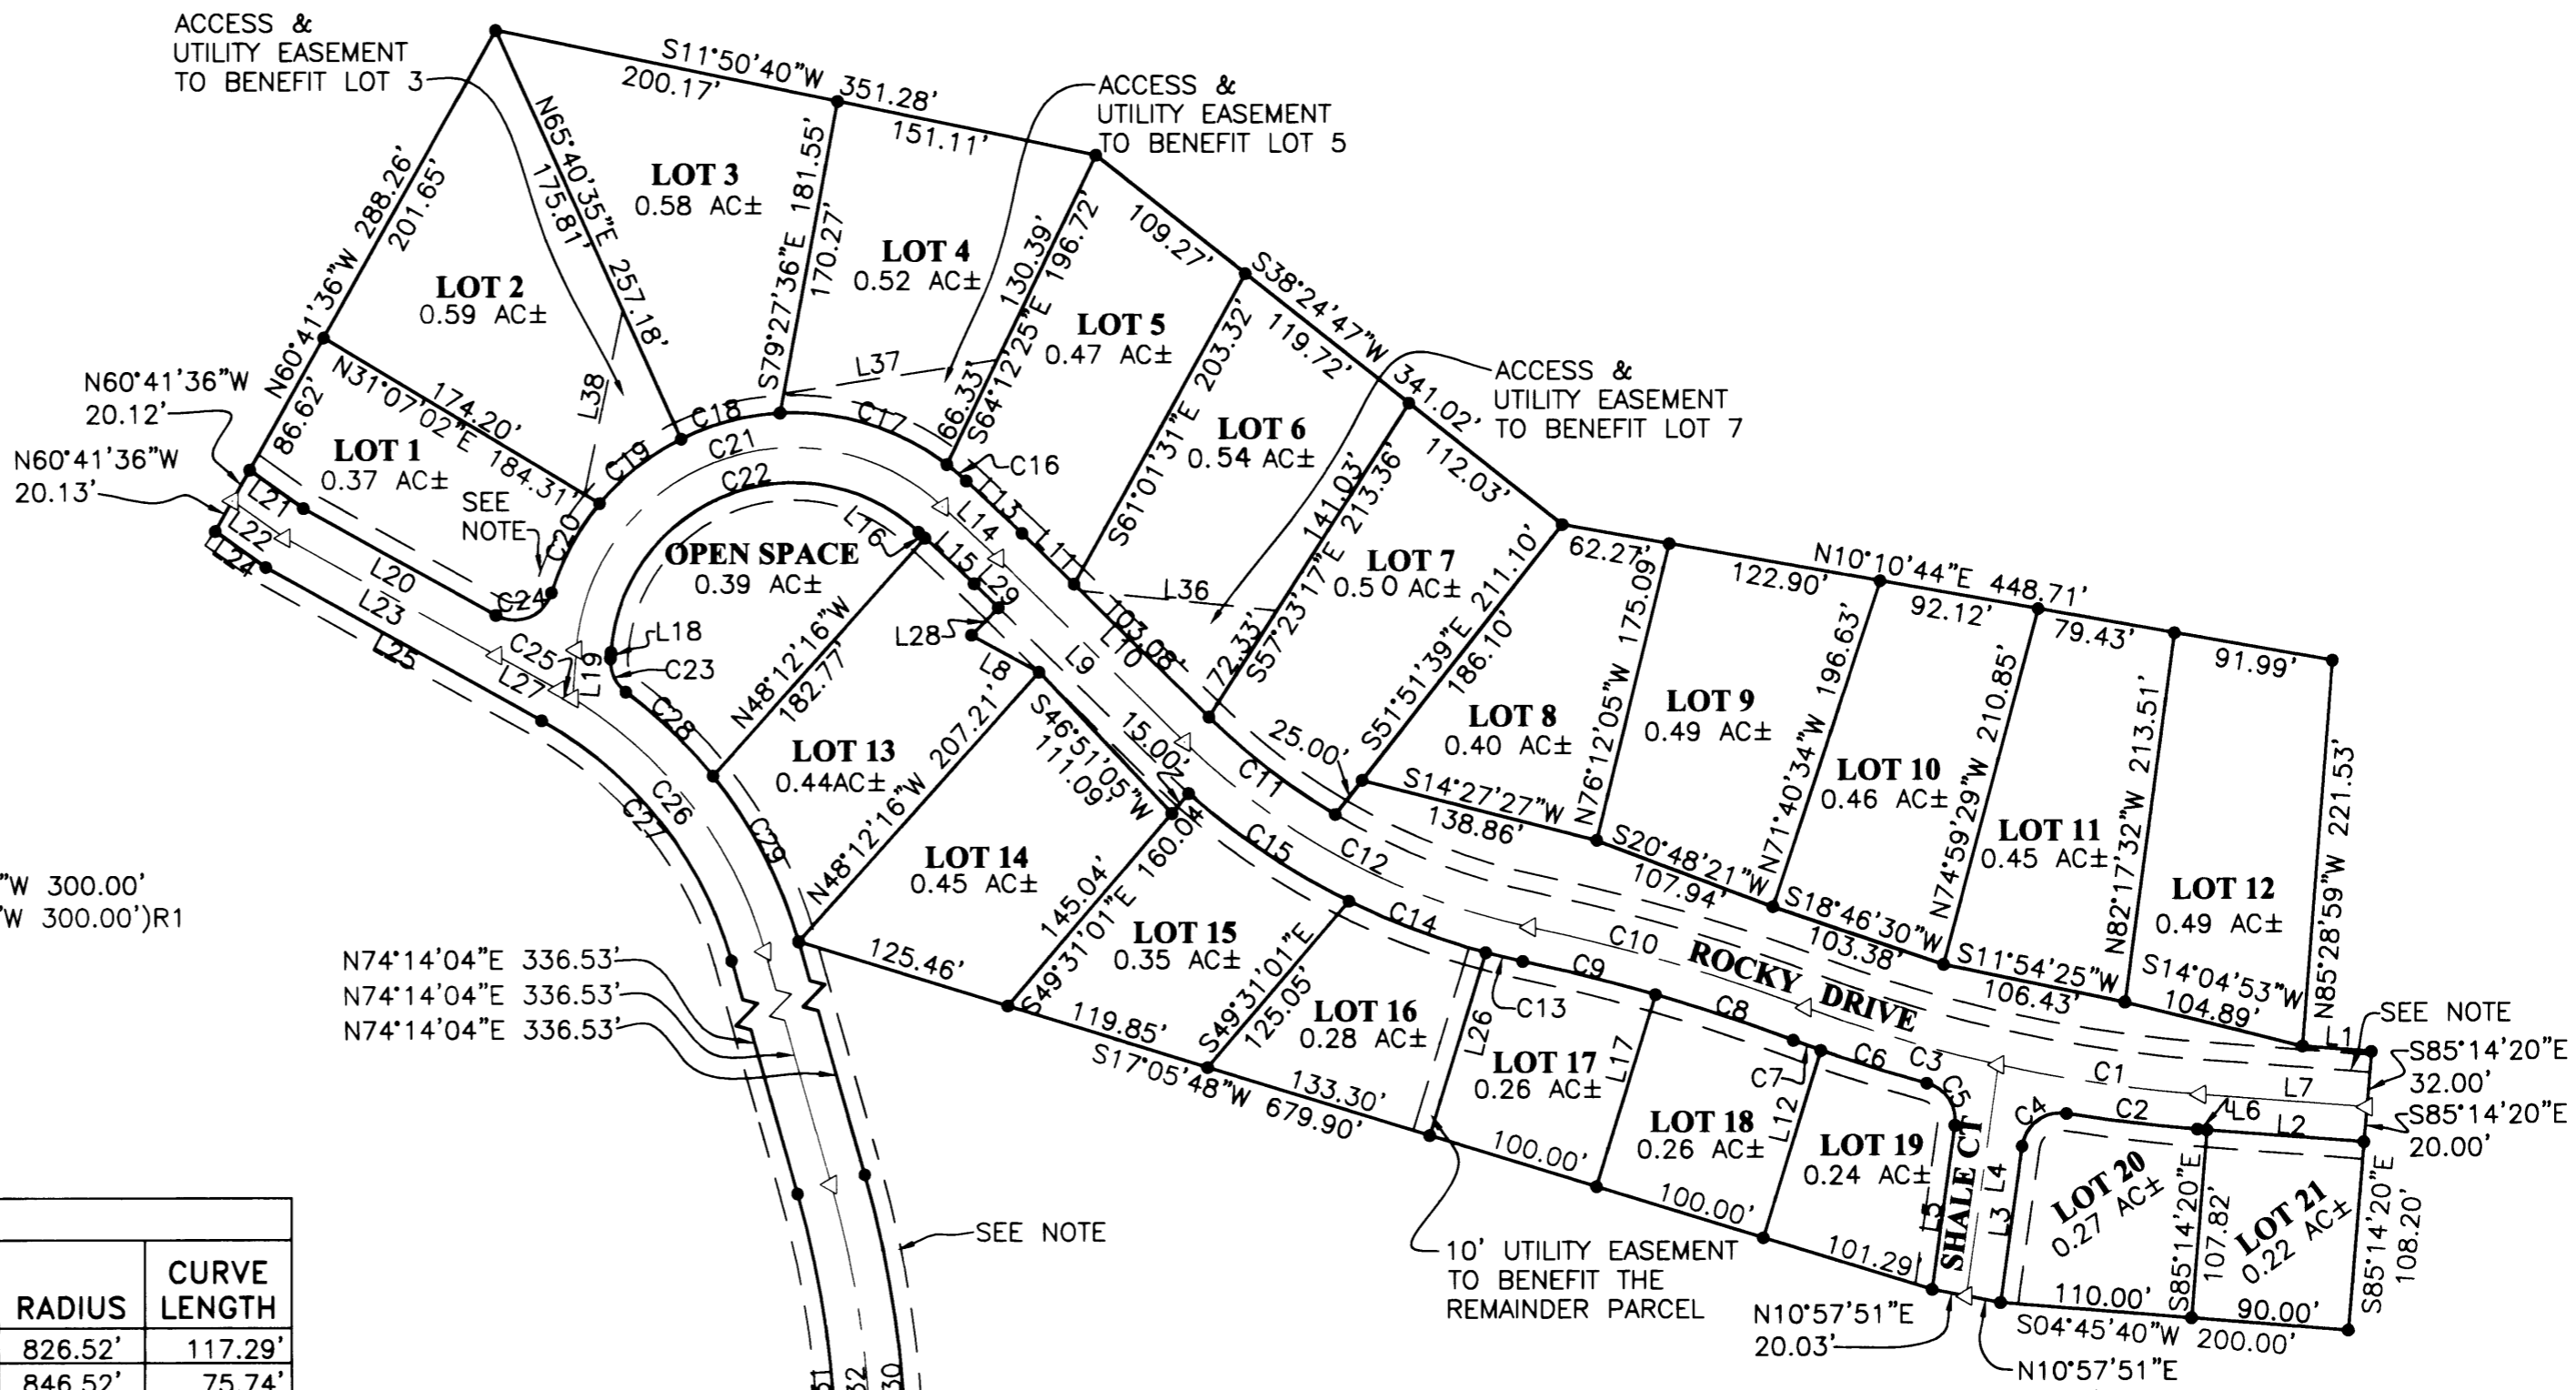 ACCESS &
UTILITY EASEMENT
TO BENEFIT LOT 3
S11°50'40"W 351.28'
200.17'
151.11'
ACCESS &
UTILITY EASEMENT
TO BENEFIT LOT 5
N65°40'35"E 257.18'
175.81'
LOT 3
0.58 AC±
S79°27'36"E 181.55'
170.27'
N60°41'36"W 288.26'
201.65'
86.62'
LOT 2
0.59 AC±
LOT 4
0.52 AC±
130.39'
S64°12'25"E 196.72'
66.33'
109.27'
S38°24'47"W 341.02'
119.72'
112.03'
LOT 5
0.47 AC±
S61°01'31"E 203.32'
ACCESS &
UTILITY EASEMENT
TO BENEFIT LOT 7
N60°41'36"W
20.12'
N60°41'36"W
20.13'
N31°07'02"E 184.31'
174.20'
L38
L37
LOT 1
0.37 AC±
SEE
NOTE
C19
C18
C21
C22
C17
C16
C20
L13
L14
L11
L16
L15
L29
L28
L8
LOT 6
0.54 AC±
141.03'
S57°23'17"E 213.36'
72.33'
L36
LOT 7
0.50 AC±
S51°51'39"E 211.10'
186.10'
25.00'
62.27'
N10°10'44"E 448.71'
122.90'
92.12'
79.43'
91.99'
L21
L22
L24
L20
L23
L25
C24
C25
L27
L19
L18
C23
C28
OPEN SPACE
0.39 AC±
N48°12'16"W
182.77'
L9
L10
103.08'
LOT 13
0.44AC±
N48°12'16"W 207.21'
S46°51'05"W
111.09'
15.00'
C11
C12
C15
LOT 8
0.40 AC±
N76°12'05"W 175.09'
LOT 9
0.49 AC±
N71°40'34"W 196.63'
LOT 10
0.46 AC±
N74°59'29"W 210.85'
LOT 11
0.45 AC±
N82°17'32"W 213.51'
LOT 12
0.49 AC±
N85°28'59"W 221.53'
S14°27'27"W
138.86'
S20°48'21"W
107.94'
S18°46'30"W
103.38'
S11°54'25"W
106.43'
S14°04'53"W
104.89'
C26
C27
C29
"W 300.00'
'W 300.00')R1
LOT 14
0.45 AC±
145.04'
S49°31'01"E 160.04'
LOT 15
0.35 AC±
S49°31'01"E
125.05'
C14
C10
C9
C13
C8
ROCKY DRIVE
LOT 16
0.28 AC±
L26
LOT 17
0.26 AC±
L17
LOT 18
0.26 AC±
L12
C7
C6
C3
C5
LOT 19
0.24 AC±
L5
SHALE CT
L3
L4
C4
C2
C1
L6
L7
L2
L1
SEE NOTE
S85°14'20"E
32.00'
S85°14'20"E
20.00'
LOT 20
0.27 AC±
S85°14'20"E
107.82'
LOT 21
0.22 AC±
S85°14'20"E
108.20'
N74°14'04"E 336.53'
N74°14'04"E 336.53'
N74°14'04"E 336.53'
125.46'
119.85'
S17°05'48"W 679.90'
133.30'
100.00'
100.00'
101.29'
110.00'
90.00'
S04°45'40"W 200.00'
SEE NOTE
10' UTILITY EASEMENT
TO BENEFIT THE
REMAINDER PARCEL
N10°57'51"E
20.03'
N10°57'51"E
RADIUS
CURVE
LENGTH
826.52'
117.29'
846.52'
75.74'